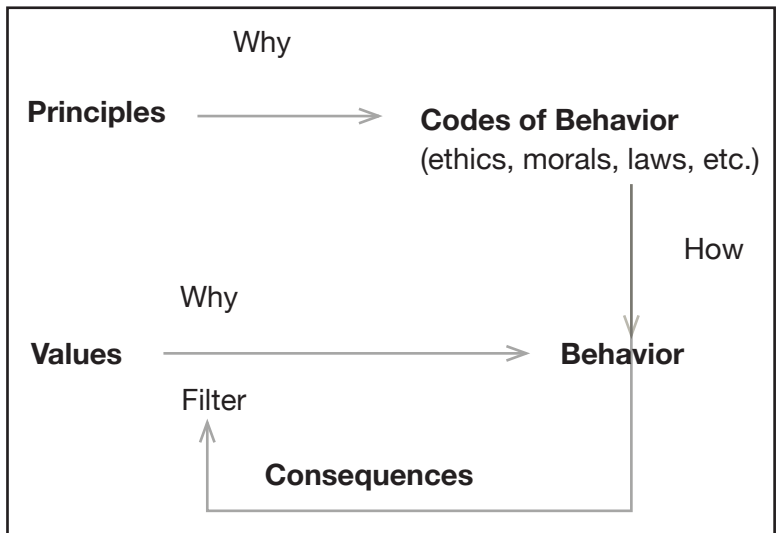 Why
Principles
Codes of Behavior
(ethics, morals, laws, etc.)
How
Why
Values
Behavior
Filter
Consequences